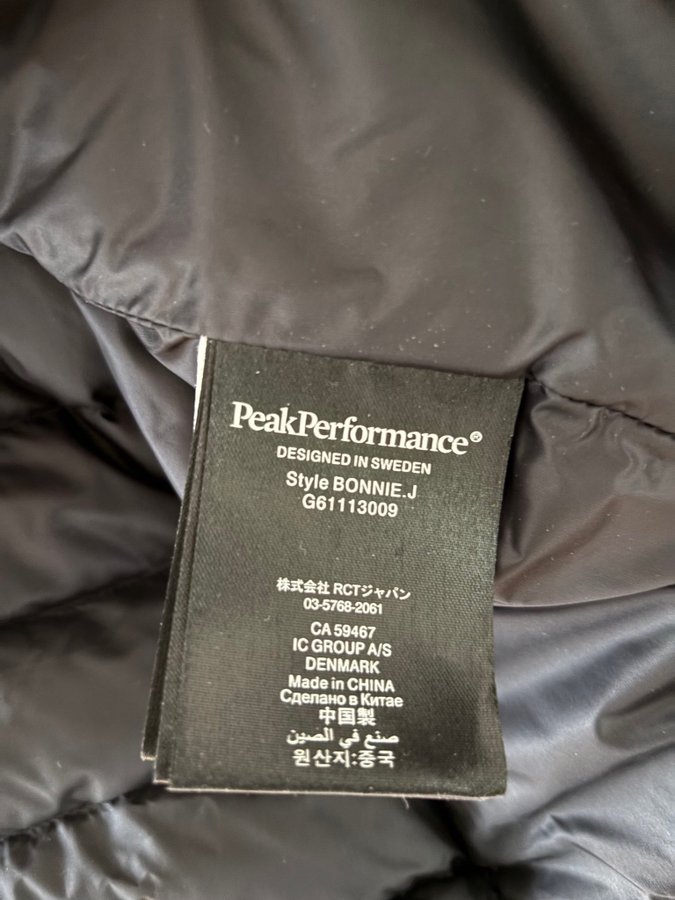 PeakPerformance®
DESIGNED IN SWEDEN
Style BONNIE.J
G61113009
株式会社 RCTジャパン
03-5768-2061
CA 59467
IC GROUP A/S
DENMARK
Made in CHINA
Сделано в Китае
中国製
صنع في الصين
원산지:중국